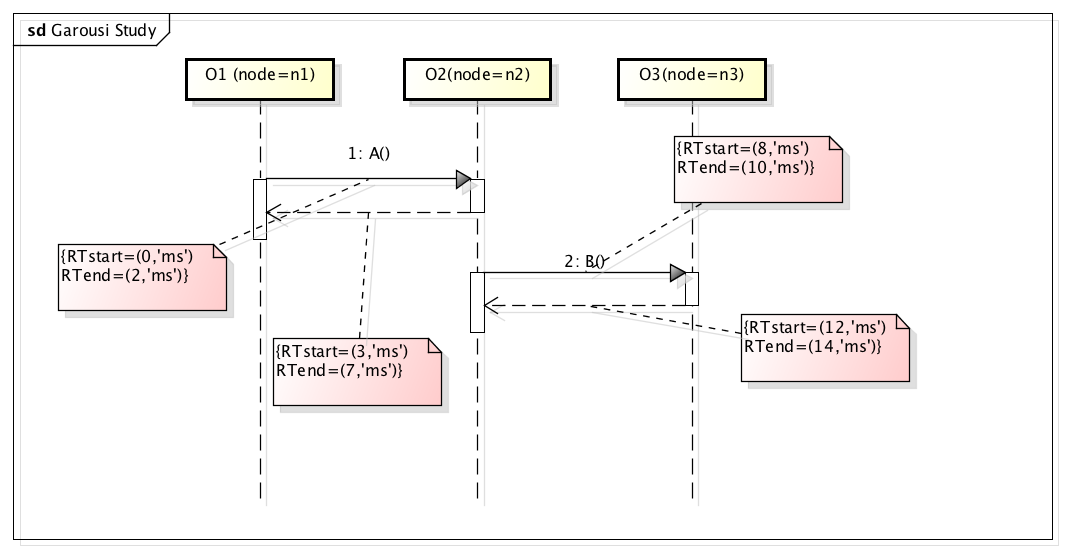 sd Garousi Study
O1 (node=n1)
O2(node=n2)
O3(node=n3)
1: A()
{RTstart=(8,'ms')
RTend=(10,'ms')}
{RTstart=(0,'ms')
RTend=(2,'ms')}
2: B()
{RTstart=(12,'ms')
RTend=(14,'ms')}
{RTstart=(3,'ms')
RTend=(7,'ms')}